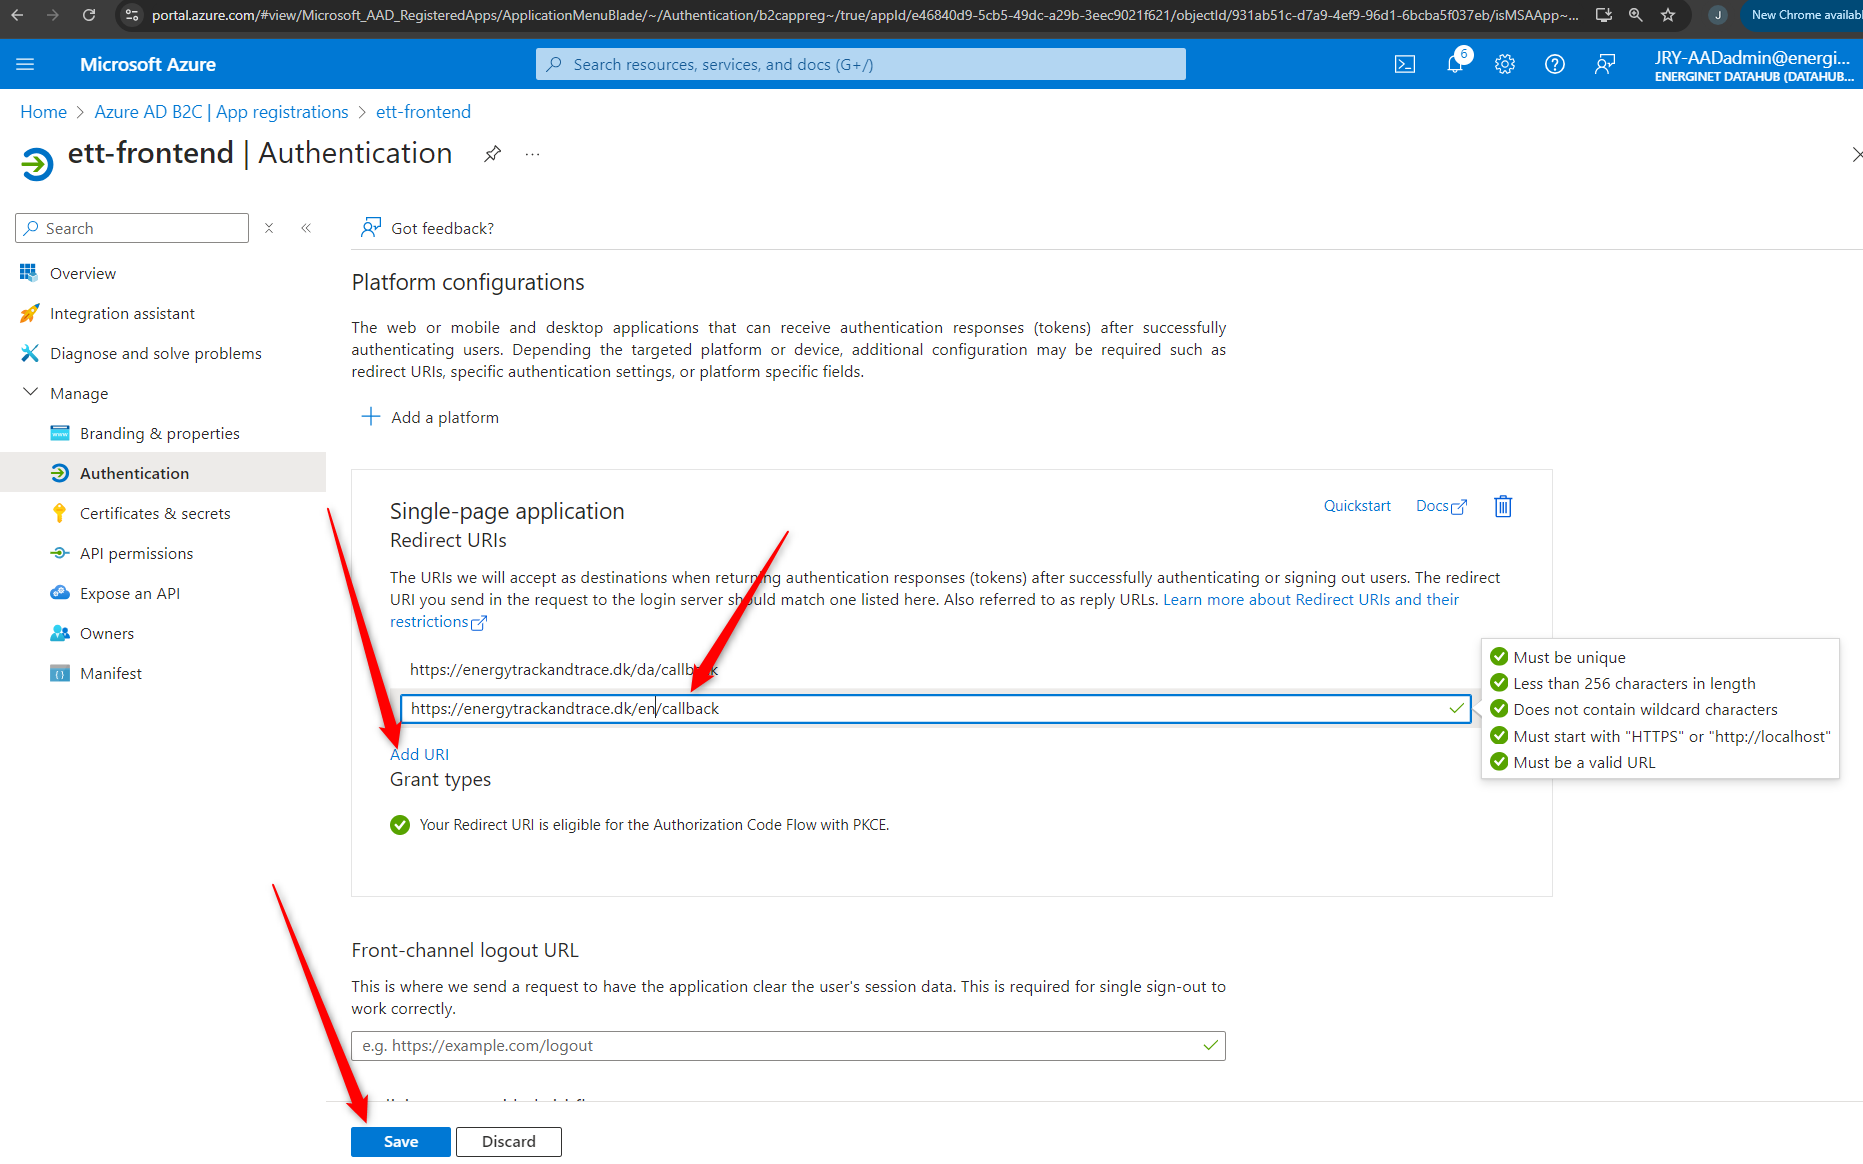 portal.azure.com/#view/Microsoft_AAD_RegisteredApps/ApplicationMenuBlade/~/Authentication/b2cappreg~/true/appId/e46840d9-5cb5-49dc-a29b-3eec9021f621/objectId/931ab51c-d7a9-4ef9-96d1-6bcba5f037eb/isMSAApp~...
J
New Chrome availab
Microsoft Azure
Search resources, services, and docs (G+/)
6
JRY-AADadmin@energi...
ENERGINET DATAHUB (DATAHUB...
Home > Azure AD B2C | App registrations > ett-frontend
ett-frontend | Authentication
...
Search
Got feedback?
Overview
Integration assistant
Diagnose and solve problems
Manage
Branding & properties
Authentication
Certificates & secrets
API permissions
Expose an API
Owners
Manifest
Platform configurations
The web or mobile and desktop applications that can receive authentication responses (tokens) after successfully
authenticating users. Depending the targeted platform or device, additional configuration may be required such as
redirect URIs, specific authentication settings, or platform specific fields.
Add a platform
Single-page application
Quickstart
Docs
Redirect URIs
The URIs we will accept as destinations when returning authentication responses (tokens) after successfully authenticating or signing out users. The redirect
URI you send in the request to the login server should match one listed here. Also referred to as reply URLs. Learn more about Redirect URIs and their
restrictions
https://energytrackandtrace.dk/da/callback
https://energytrackandtrace.dk/en/callback
Must be unique
Less than 256 characters in length
Does not contain wildcard characters
Must start with "HTTPS" or "http://localhost"
Must be a valid URL
Add URI
Grant types
Your Redirect URI is eligible for the Authorization Code Flow with PKCE.
Front-channel logout URL
This is where we send a request to have the application clear the user's session data. This is required for single sign-out to
work correctly.
e.g. https://example.com/logout
Save
Discard